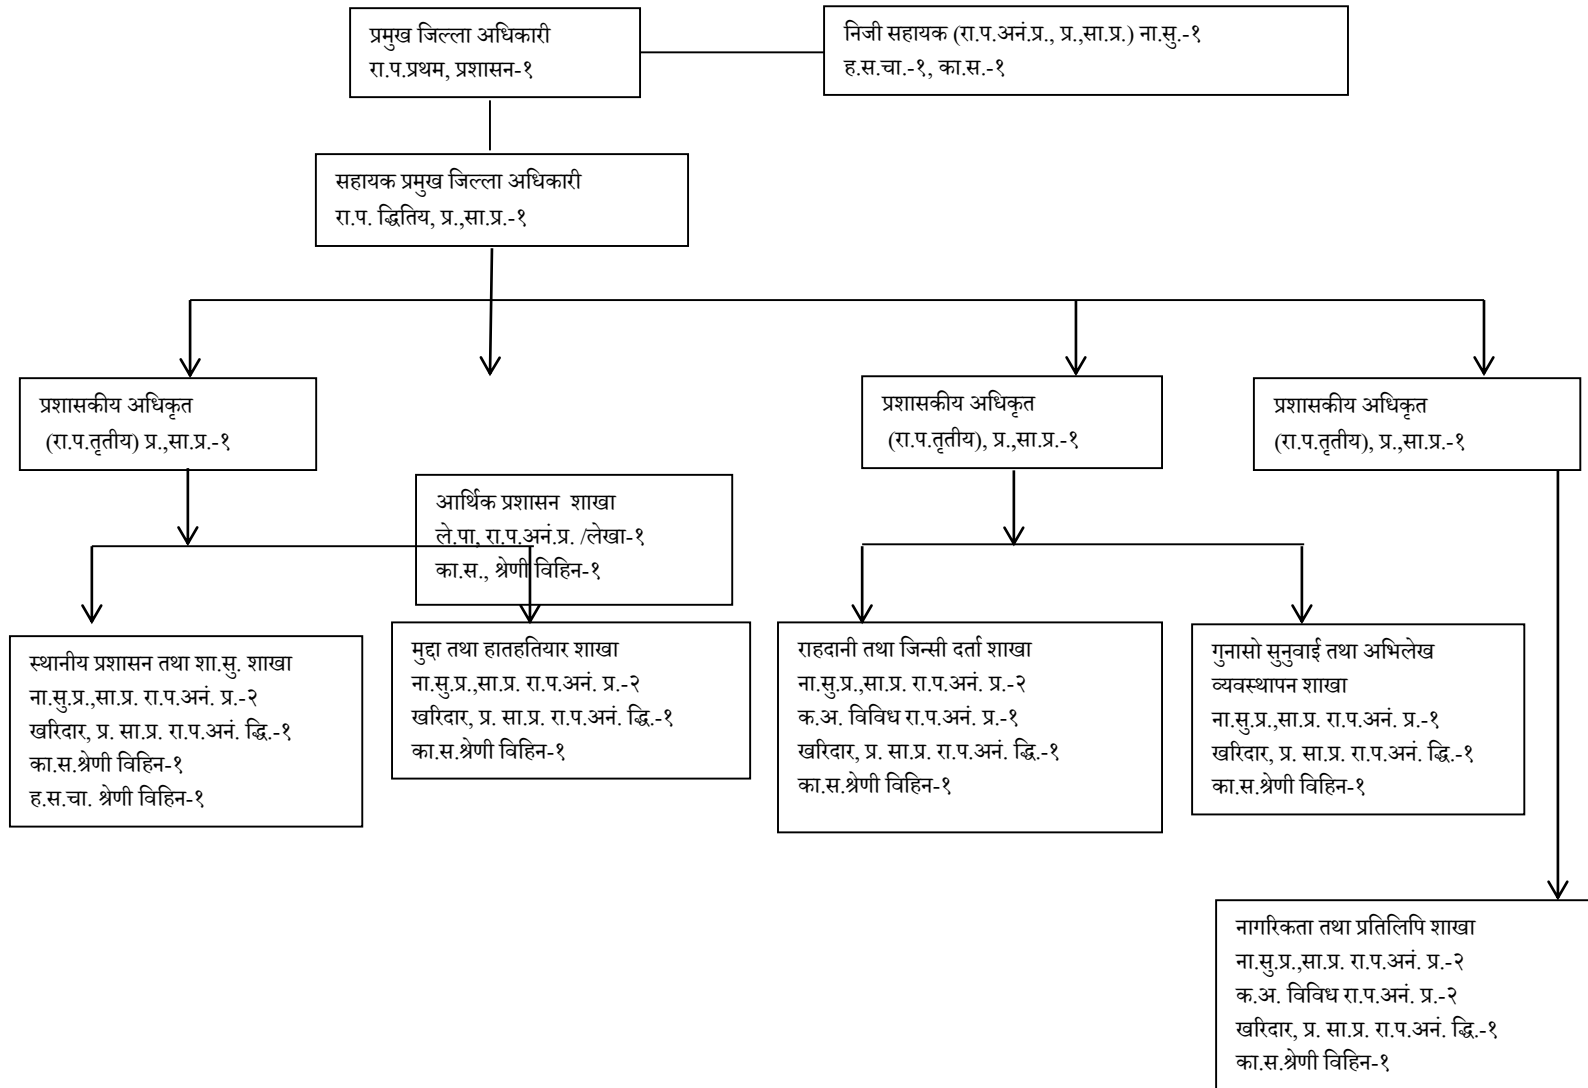 प्रमुख जिल्ला अधिकारी
रा.प.प्रथम, प्रशासन-१
निजी सहायक (रा.प.अनं.प्र., प्र.,सा.प्र.) ना.सु.-१
ह.स.चा.-१, का.स.-१
सहायक प्रमुख जिल्ला अधिकारी
रा.प. द्धितिय, प्र.,सा.प्र.-१
प्रशासकीय अधिकृत
(रा.प.तृतीय) प्र.,सा.प्र.-१
प्रशासकीय अधिकृत
(रा.प.तृतीय), प्र.,सा.प्र.-१
प्रशासकीय अधिकृत
(रा.प.तृतीय), प्र.,सा.प्र.-१
आर्थिक प्रशासन शाखा
ले.पा, रा.प.अनं.प्र. /लेखा-१
का.स., श्रेणी विहिन-१
स्थानीय प्रशासन तथा शा.सु. शाखा
ना.सु.प्र.,सा.प्र. रा.प.अनं. प्र.-२
खरिदार, प्र. सा.प्र. रा.प.अनं. द्धि.-१
का.स.श्रेणी विहिन-१
ह.स.चा. श्रेणी विहिन-१
मुद्दा तथा हातहतियार शाखा
ना.सु.प्र.,सा.प्र. रा.प.अनं. प्र.-२
खरिदार, प्र. सा.प्र. रा.प.अनं. द्धि.-१
का.स.श्रेणी विहिन-१
राहदानी तथा जिन्सी दर्ता शाखा
ना.सु.प्र.,सा.प्र. रा.प.अनं. प्र.-२
क.अ. विविध रा.प.अनं. प्र.-१
खरिदार, प्र. सा.प्र. रा.प.अनं. द्धि.-१
का.स.श्रेणी विहिन-१
गुनासो सुनुवाई तथा अभिलेख
व्यवस्थापन शाखा
ना.सु.प्र.,सा.प्र. रा.प.अनं. प्र.-१
खरिदार, प्र. सा.प्र. रा.प.अनं. द्धि.-१
का.स.श्रेणी विहिन-१
नागरिकता तथा प्रतिलिपि शाखा
ना.सु.प्र.,सा.प्र. रा.प.अनं. प्र.-२
क.अ. विविध रा.प.अनं. प्र.-२
खरिदार, प्र. सा.प्र. रा.प.अनं. द्धि.-१
का.स.श्रेणी विहिन-१